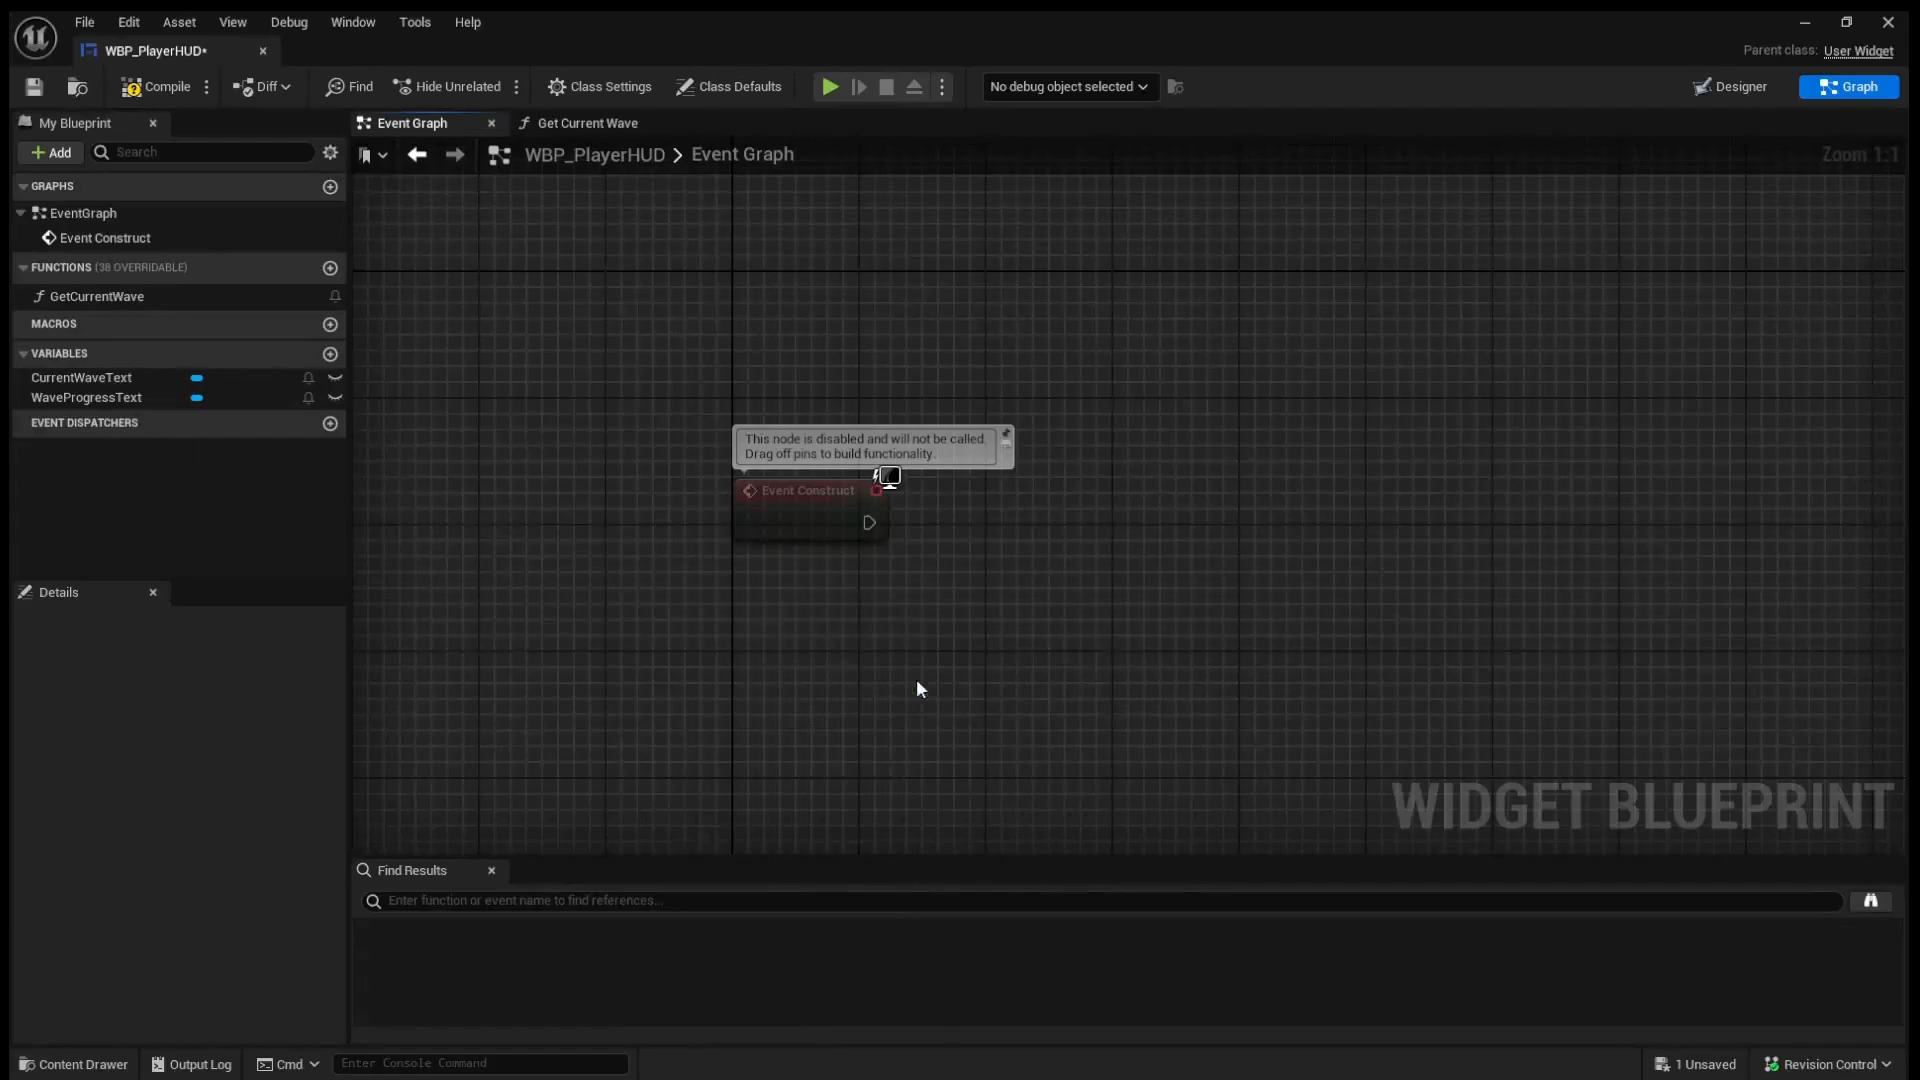 File Edit Asset View Debug Window Tools Help
WBP_PlayerHUD*
Parent class: User Widget
Compile Diff Find Hide Unrelated Class Settings Class Defaults No debug object selected Designer Graph
My Blueprint
Event Graph
Get Current Wave
Add
Search
WBP_PlayerHUD > Event Graph
Zoom 1:1
GRAPHS
EventGraph
Event Construct
FUNCTIONS (38 OVERRIDABLE)
GetCurrentWave
MACROS
VARIABLES
CurrentWaveText
WaveProgressText
EVENT DISPATCHERS
This node is disabled and will not be called.
Drag off pins to build functionality.
Event Construct
Details
WIDGET BLUEPRINT
Find Results
Enter function or event name to find references...
Content Drawer Output Log Cmd Enter Console Command 1 Unsaved Revision Control